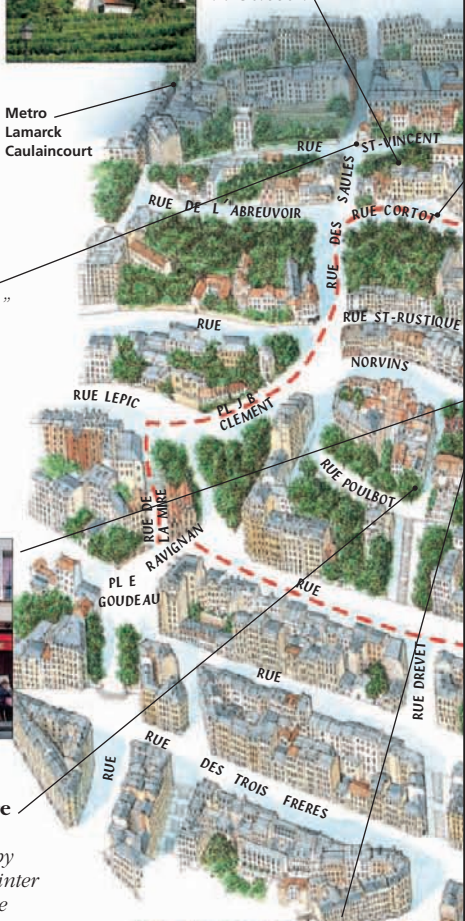 Metro
Lamarck
Caulaincourt
RUE ST-VINCENT
RUE DES SAULES
RUE DE L'ABREUVOIR
RUE CORTOT
”
RUE ST-RUSTIQUE
RUE
NORVINS
RUE LEPIC
PL J B
CLEMENT
RUE POULBOT
RUE DE
LA MIRE
RAVIGNAN
PL E
GOUDEAU
RUE
RUE DREVET
RUE
RUE
RUE
DES TROIS FRERES
e
by
inter
e